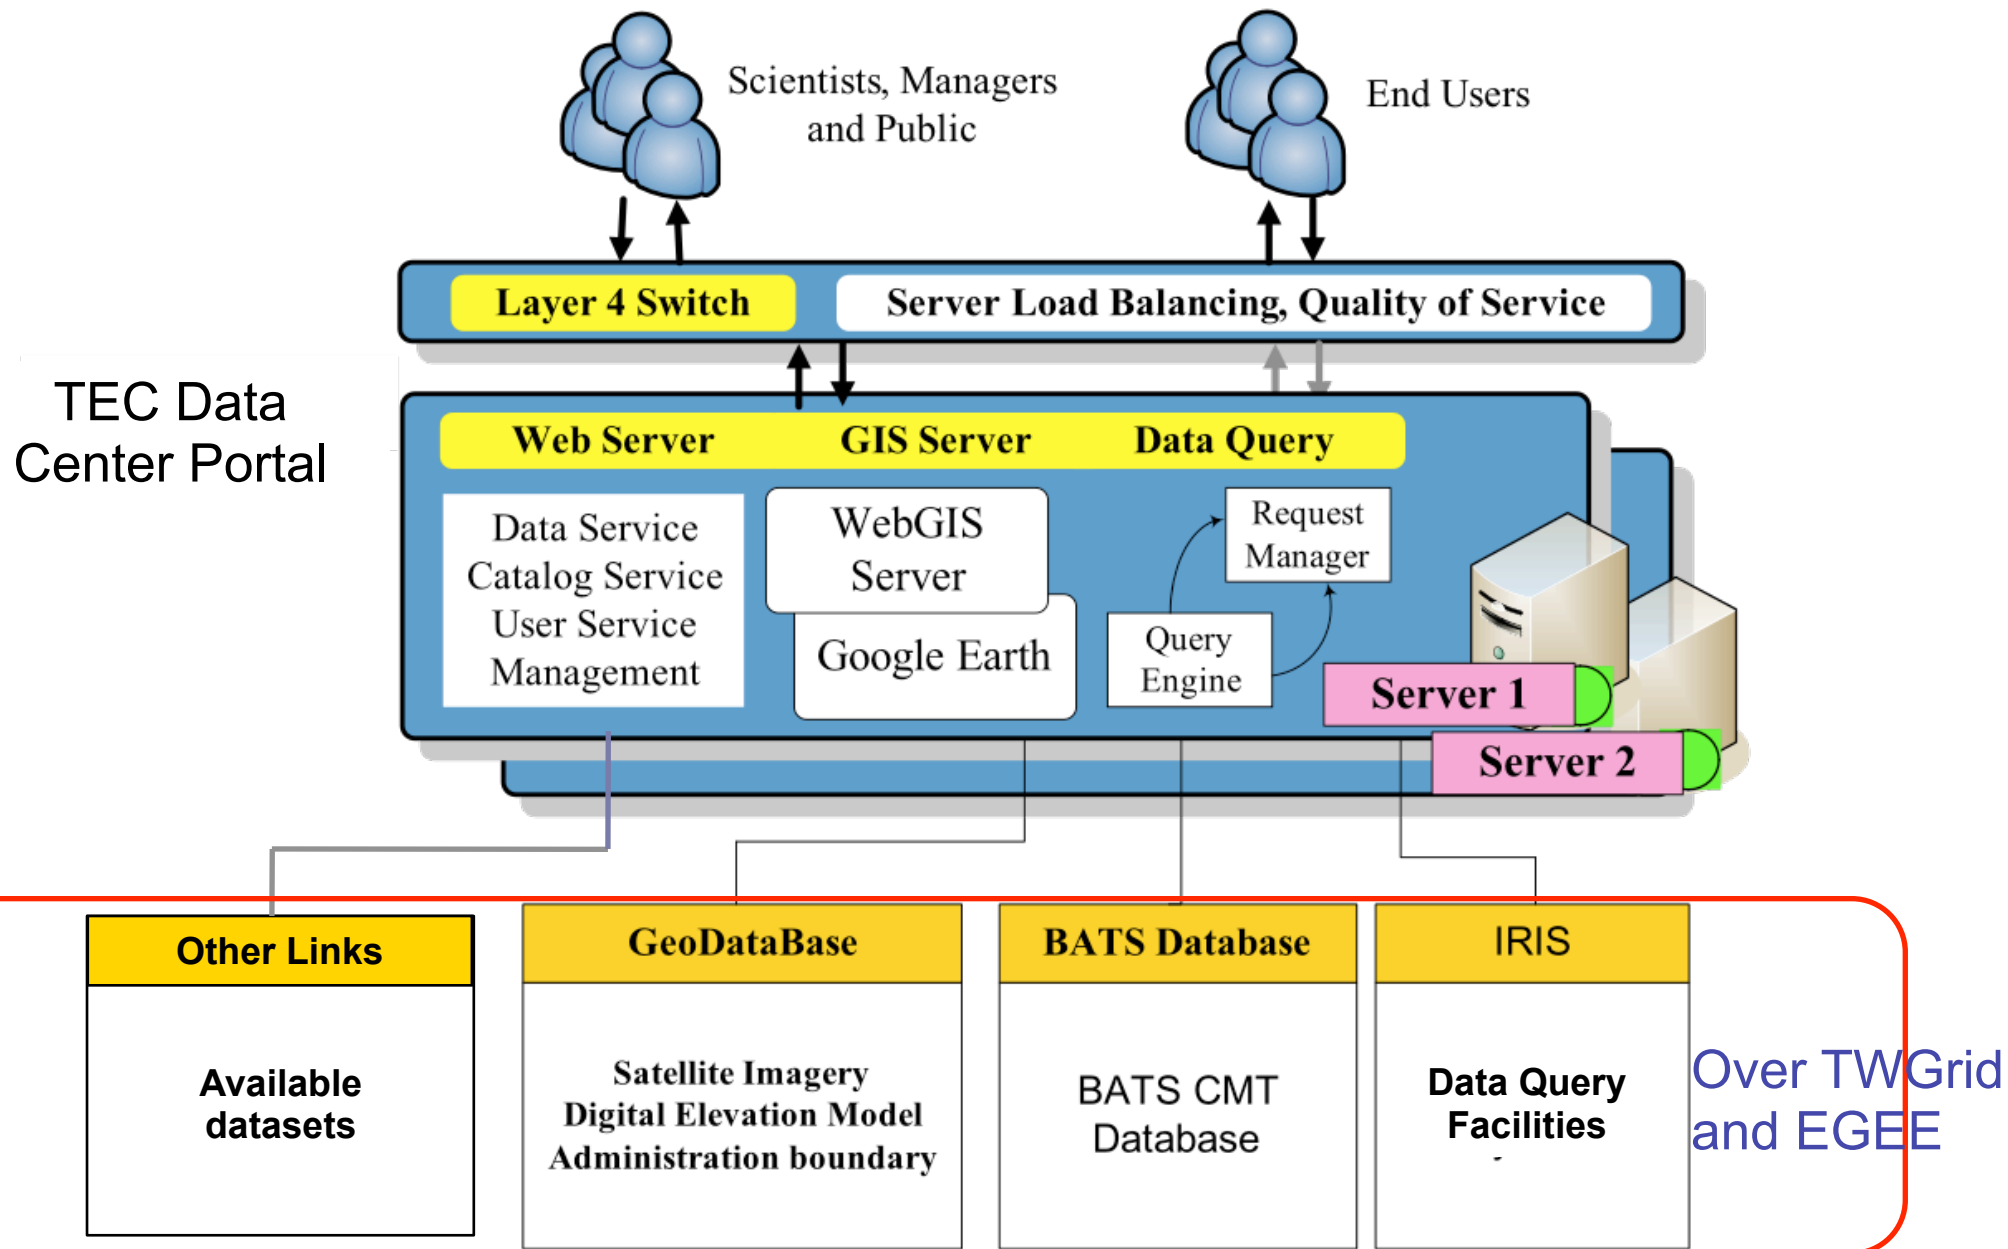 Scientists, Managers
and Public
End Users
Layer 4 Switch
Server Load Balancing, Quality of Service
TEC Data
Center Portal
Web Server
GIS Server
Data Query
Data Service
Catalog Service
User Service
Management
WebGIS
Server
Google Earth
Request
Manager
Query
Engine
Server 1
Server 2
Other Links
Available
datasets
GeoDataBase
Satellite Imagery
Digital Elevation Model
Administration boundary
BATS Database
BATS CMT
Database
IRIS
Data Query
Facilities
Over TWGrid
and EGEE